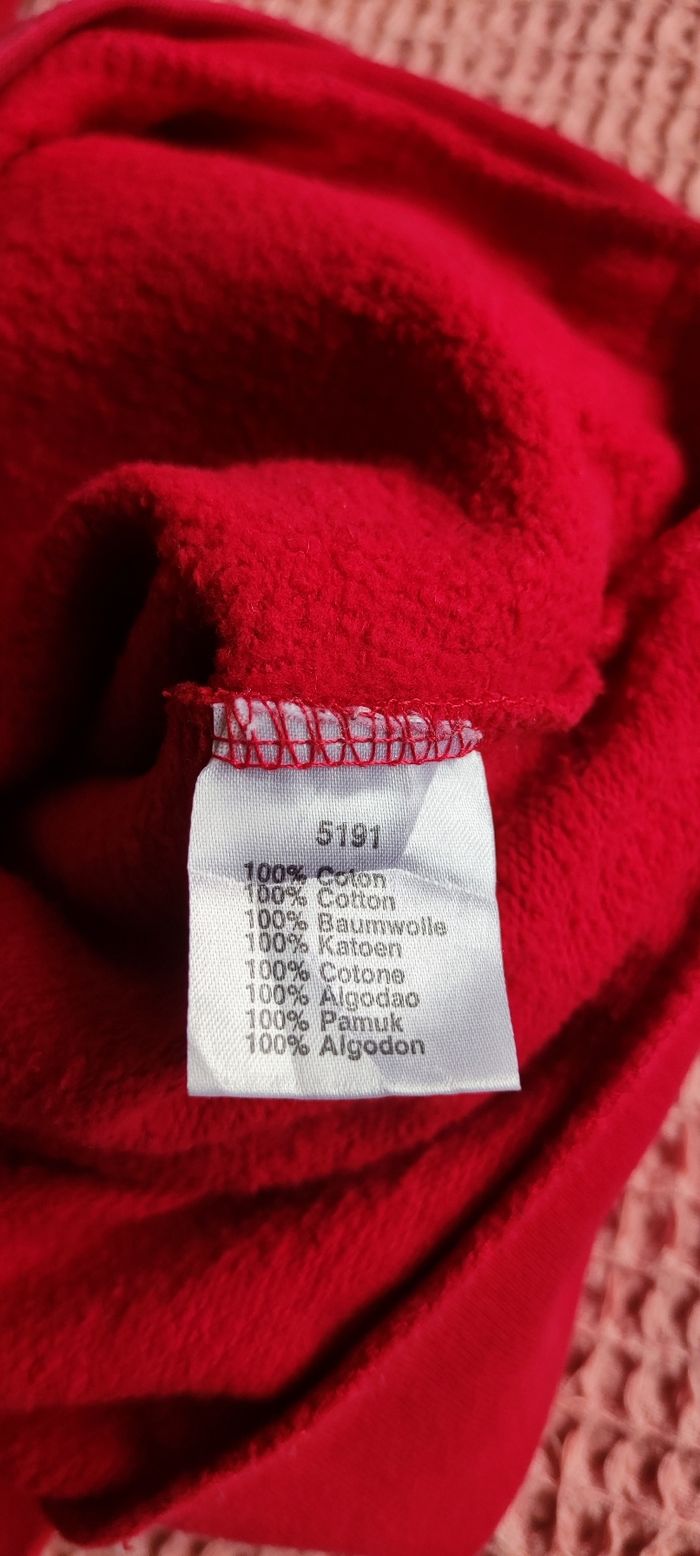 5191
100% Coton
100% Cotton
100% Baumwolle
100% Katoen
100% Cotone
100% Algodao
100% Pamuk
100% Algodon